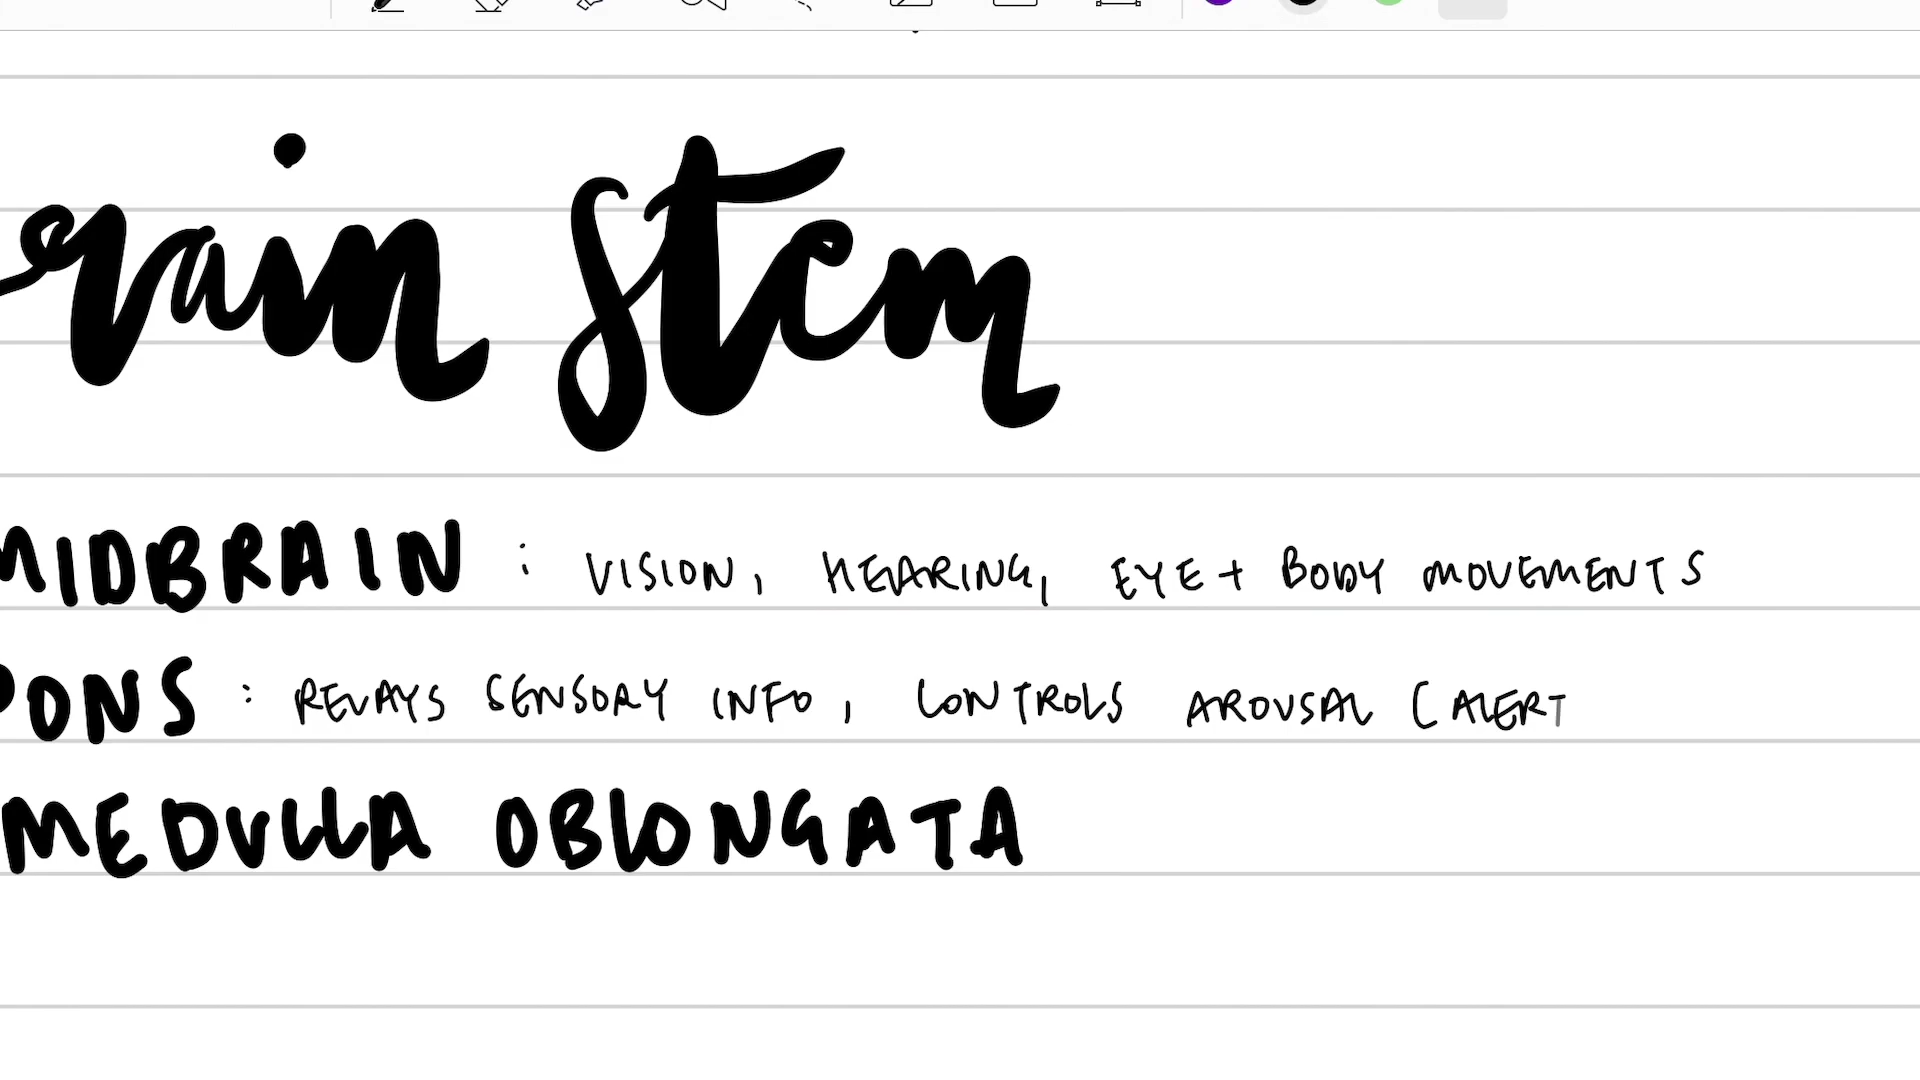 rain stem
MIDBRAIN : VISION, HEARING, EYE + BODY MOVEMENTS
PONS : RELAYS SENSORY INFO, CONTROLS AROUSAL (ALERT
MEDULLA OBLONGATA